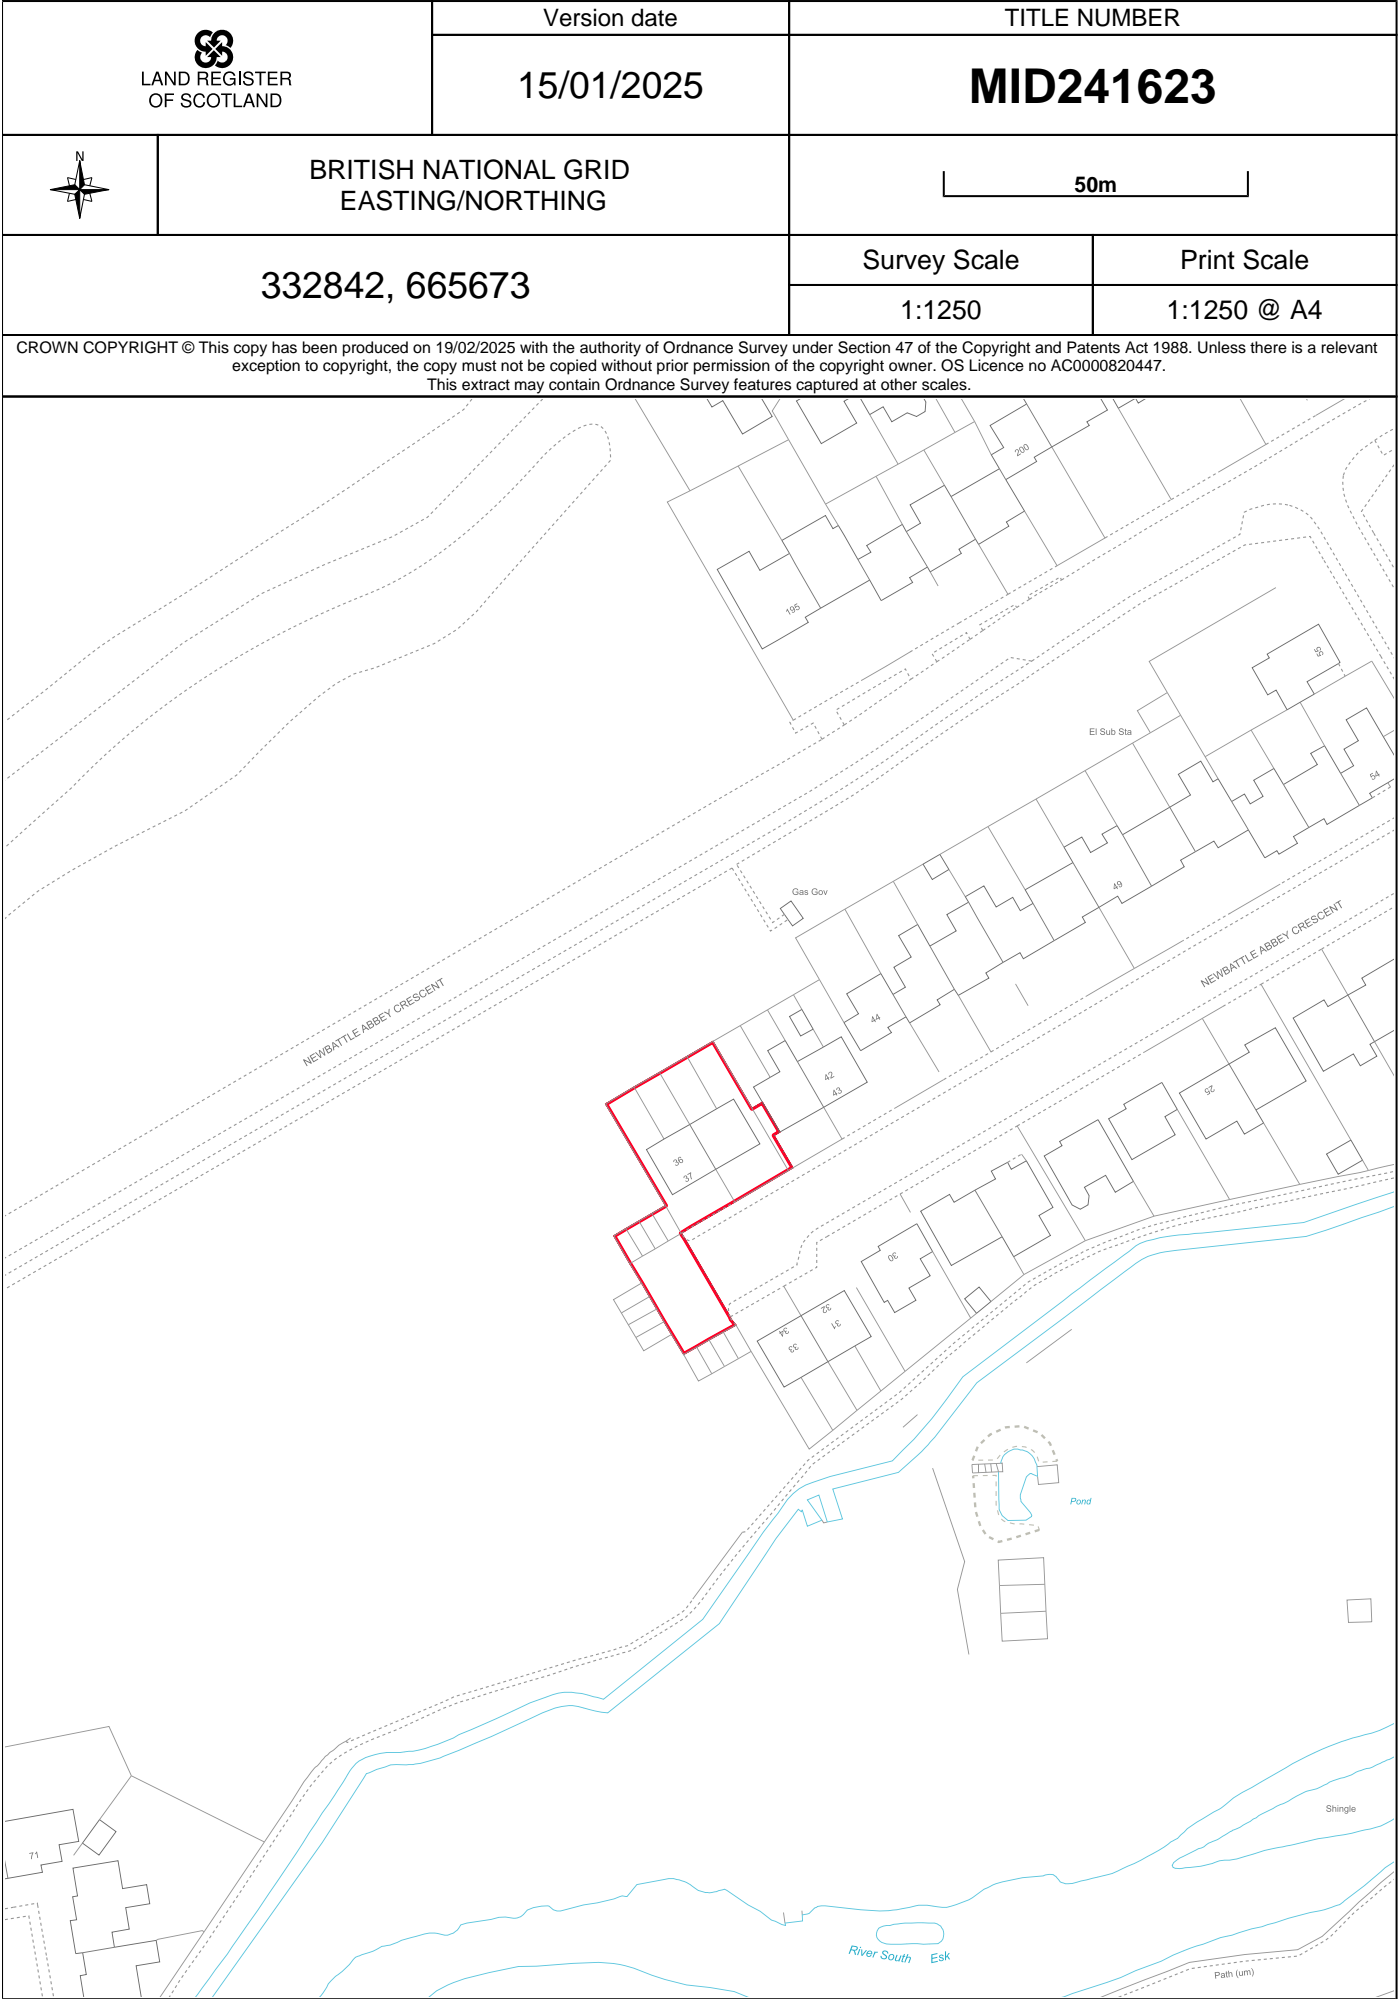 Version date
TITLE NUMBER
LAND REGISTER
OF SCOTLAND
15/01/2025
MID241623
N
BRITISH NATIONAL GRID
EASTING/NORTHING
50m
332842, 665673
Survey Scale
Print Scale
1:1250
1:1250 @ A4
CROWN COPYRIGHT © This copy has been produced on 19/02/2025 with the authority of Ordnance Survey under Section 47 of the Copyright and Patents Act 1988. Unless there is a relevant
exception to copyright, the copy must not be copied without prior permission of the copyright owner. OS Licence no AC0000820447.
This extract may contain Ordnance Survey features captured at other scales.
200
195
55
El Sub Sta
54
49
Gas Gov
NEWBATTLE ABBEY CRESCENT
NEWBATTLE ABBEY CRESCENT
44
42
43
25
36
37
30
32
31
34
33
Pond
Shingle
71
River South Esk
Path (um)